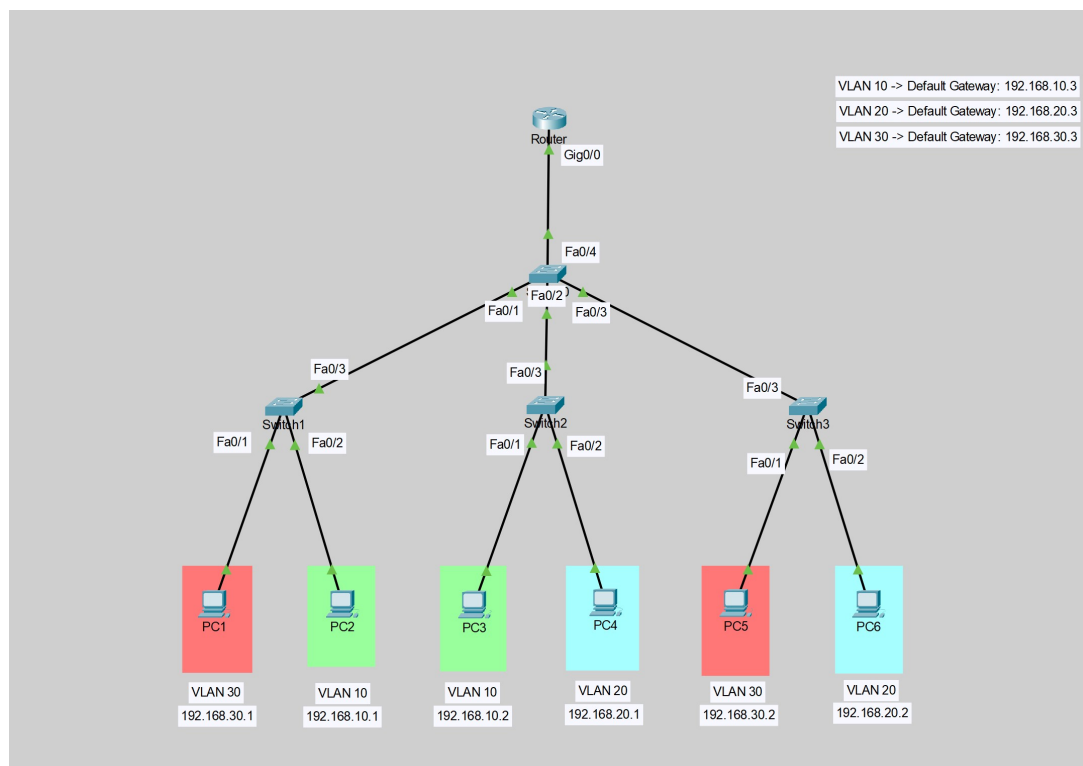 VLAN 10 -> Default Gateway: 192.168.10.3
VLAN 20 -> Default Gateway: 192.168.20.3
VLAN 30 -> Default Gateway: 192.168.30.3
Router
Gig0/0
Fa0/4
Fa0/2
Fa0/1
Fa0/3
Fa0/3
Fa0/3
Fa0/3
Switch1
Switch2
Switch3
Fa0/1
Fa0/2
Fa0/1
Fa0/2
Fa0/1
Fa0/2
PC1
PC2
PC3
PC4
PC5
PC6
VLAN 30
192.168.30.1
VLAN 10
192.168.10.1
VLAN 10
192.168.10.2
VLAN 20
192.168.20.1
VLAN 30
192.168.30.2
VLAN 20
192.168.20.2